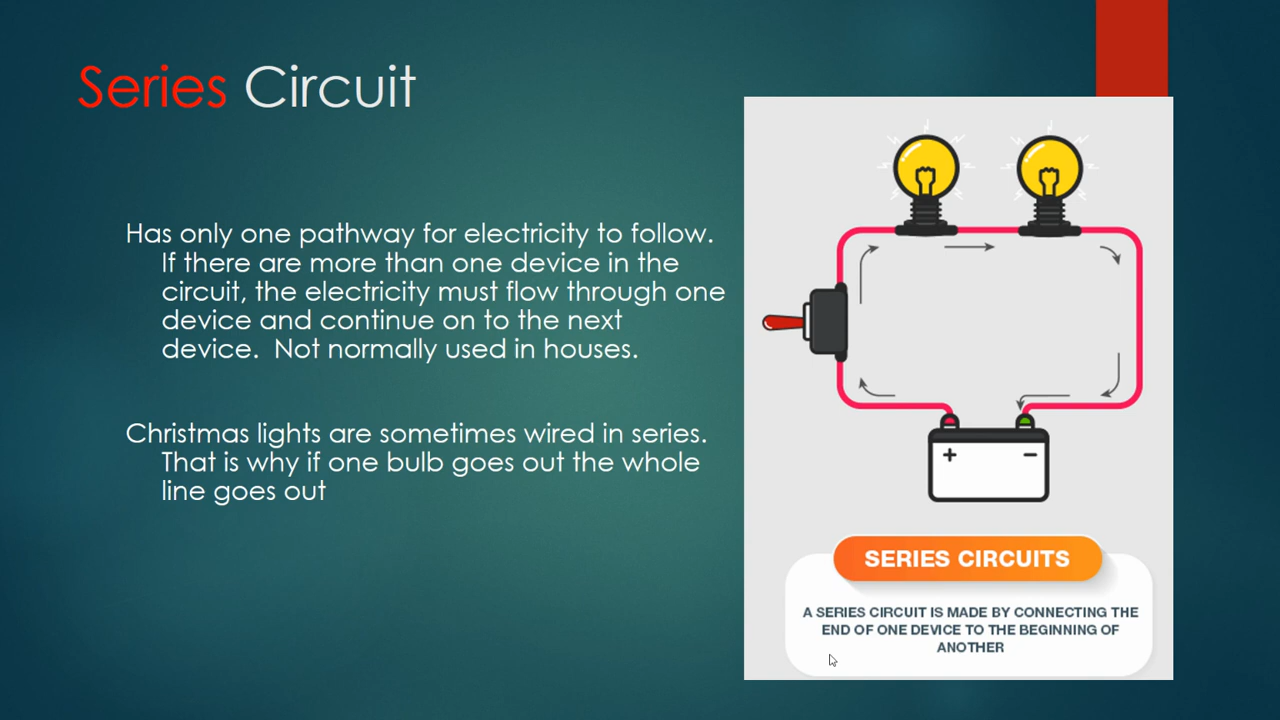 Series Circuit
Has only one pathway for electricity to follow.
If there are more than one device in the
circuit, the electricity must flow through one
device and continue on to the next
device.  Not normally used in houses.
Christmas lights are sometimes wired in series.
That is why if one bulb goes out the whole
line goes out
+ −
SERIES CIRCUITS
A SERIES CIRCUIT IS MADE BY CONNECTING THE
END OF ONE DEVICE TO THE BEGINNING OF
ANOTHER